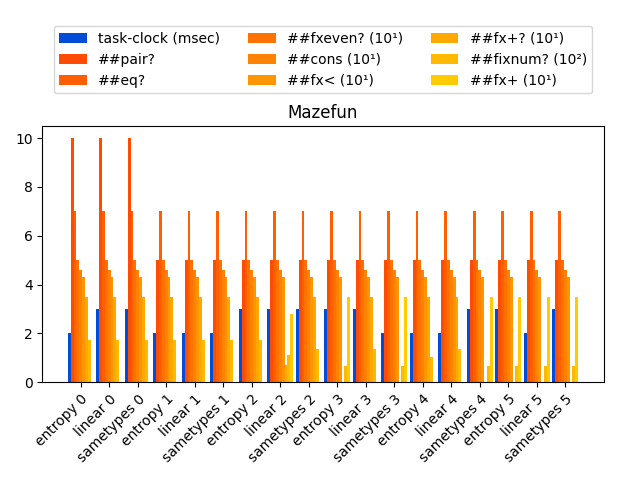 task-clock (msec)
##pair?
##eq?
##fxeven? (10¹)
##cons (10¹)
##fx< (10¹)
##fx+? (10¹)
##fixnum? (10²)
##fx+ (10¹)
Mazefun
10
8
6
4
2
0
entropy 0
linear 0
sametypes 0
entropy 1
linear 1
sametypes 1
entropy 2
linear 2
sametypes 2
entropy 3
linear 3
sametypes 3
entropy 4
linear 4
sametypes 4
entropy 5
linear 5
sametypes 5